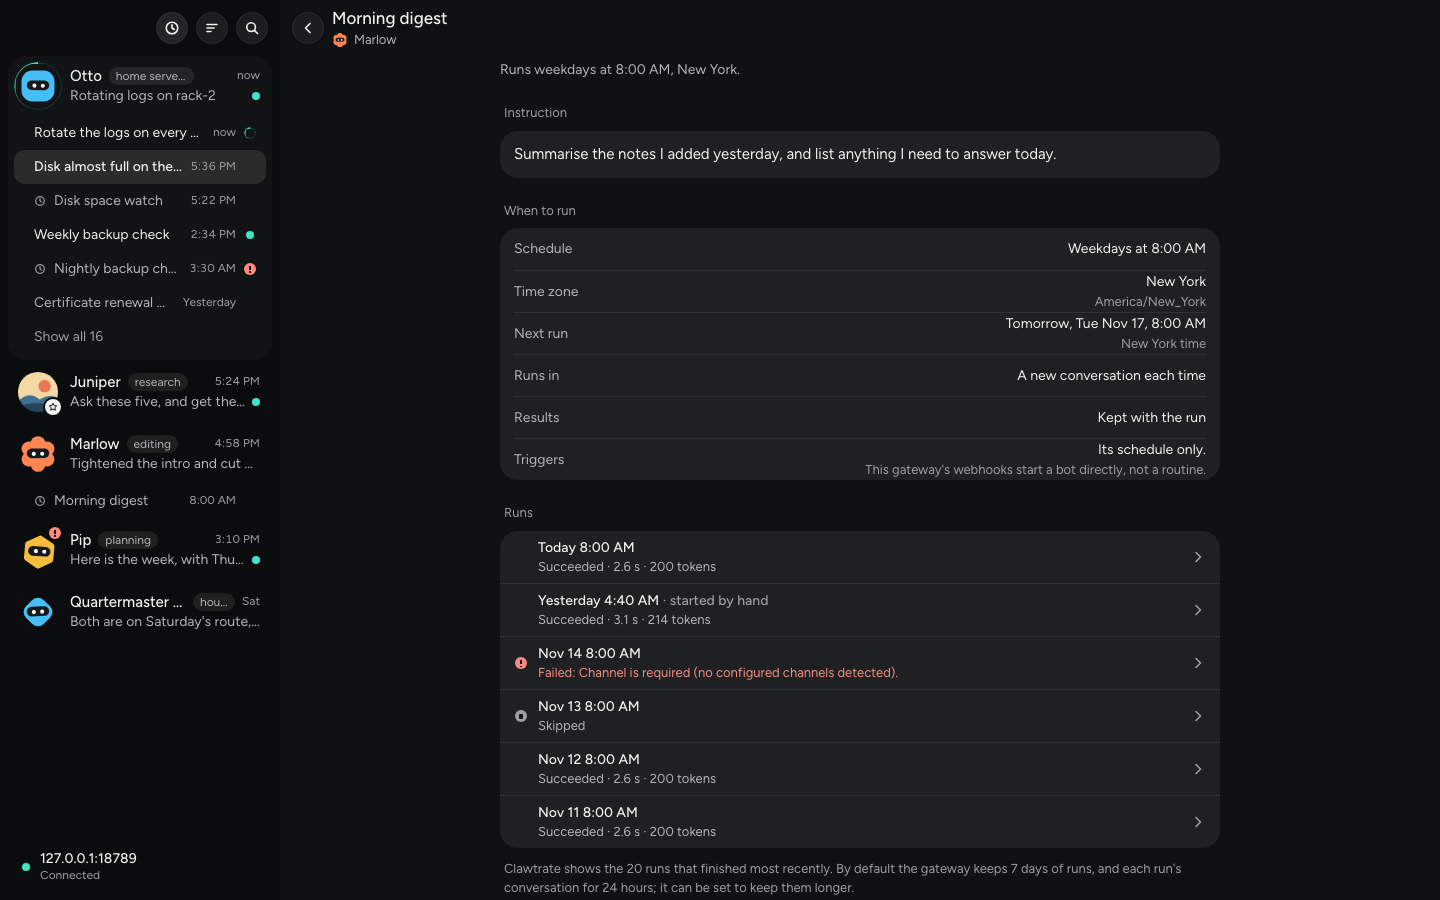 Otto home serve... now
Rotating logs on rack-2
Rotate the logs on every ... now
Disk almost full on the... 5:36 PM
Disk space watch 5:22 PM
Weekly backup check 2:34 PM
Nightly backup ch... 3:30 AM
Certificate renewal ... Yesterday
Show all 16
Juniper research 5:24 PM
Ask these five, and get the...
Marlow editing 4:58 PM
Tightened the intro and cut ...
Morning digest 8:00 AM
Pip planning 3:10 PM
Here is the week, with Thu...
Quartermaster ... hou... Sat
Both are on Saturday's route,...
127.0.0.1:18789
Connected
Morning digest
Marlow
Runs weekdays at 8:00 AM, New York.
Instruction
Summarise the notes I added yesterday, and list anything I need to answer today.
When to run
Schedule Weekdays at 8:00 AM
Time zone New York
America/New_York
Next run Tomorrow, Tue Nov 17, 8:00 AM
New York time
Runs in A new conversation each time
Results Kept with the run
Triggers Its schedule only.
This gateway's webhooks start a bot directly, not a routine.
Runs
Today 8:00 AM
Succeeded · 2.6 s · 200 tokens
Yesterday 4:40 AM · started by hand
Succeeded · 3.1 s · 214 tokens
Nov 14 8:00 AM
Failed: Channel is required (no configured channels detected).
Nov 13 8:00 AM
Skipped
Nov 12 8:00 AM
Succeeded · 2.6 s · 200 tokens
Nov 11 8:00 AM
Succeeded · 2.6 s · 200 tokens
Clawtrate shows the 20 runs that finished most recently. By default the gateway keeps 7 days of runs, and each run's
conversation for 24 hours; it can be set to keep them longer.